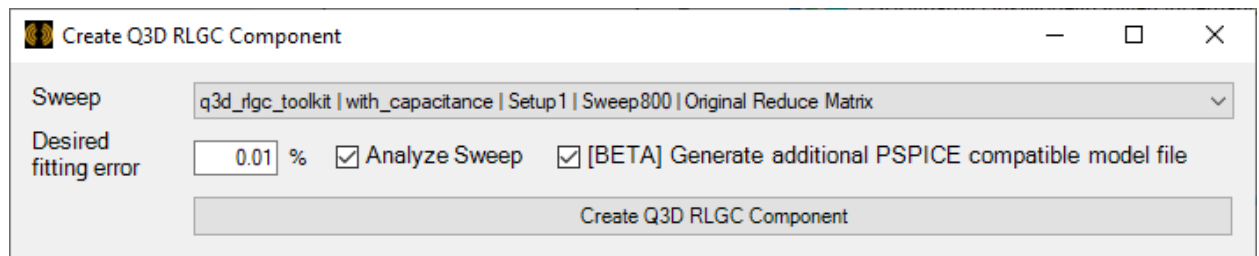 Create Q3D RLGC Component
Sweep
q3d_rlgc_toolkit | with_capacitance | Setup1 | Sweep800 | Original Reduce Matrix
Desired
fitting error
0.01 % Analyze Sweep [BETA] Generate additional PSPICE compatible model file
Create Q3D RLGC Component